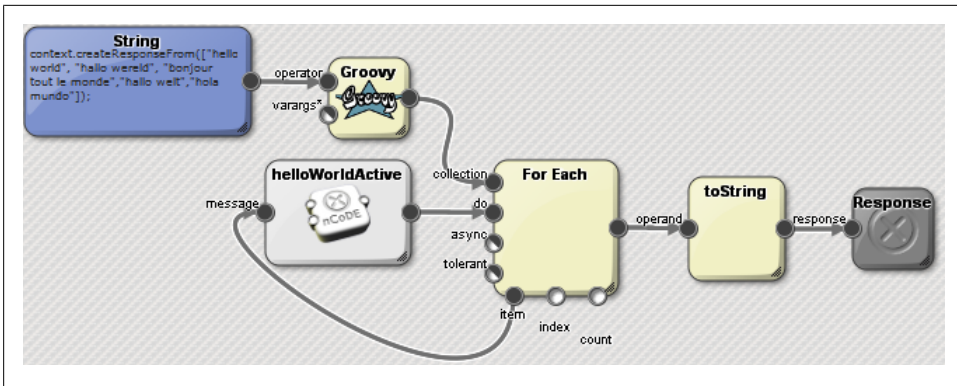 String
context.createResponseFrom(["hello
world", "hallo wereld", "bonjour
tout le monde","hallo welt","hola
mundo"]);
operator
Groovy
varargs*
Groovy
helloWorldActive
message
nCoDE
collection
For Each
do
async
tolerant
item
index
count
operand
toString
response
Response